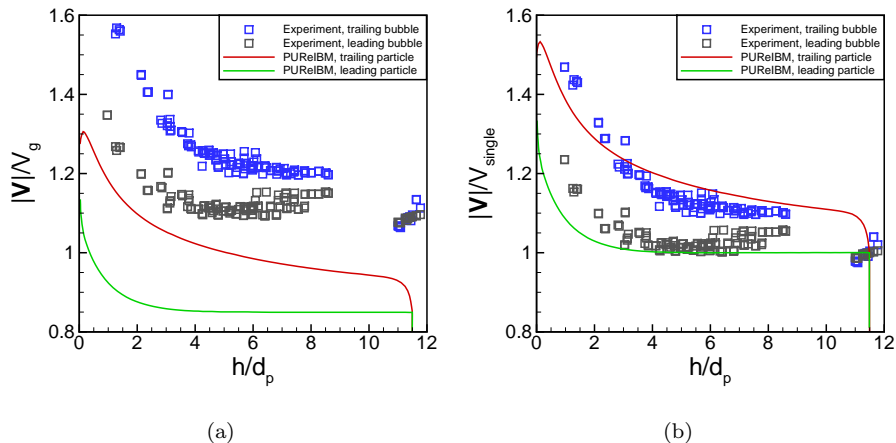 1.6
1.4
1.2
1
0.8
0
2
4
6
8
10
12
|V|/V_g
h/d_p
Experiment, trailing bubble
Experiment, leading bubble
PUReIBM, trailing particle
PUReIBM, leading particle
(a)
1.6
1.4
1.2
1
0.8
0
2
4
6
8
10
12
|V|/V_single
h/d_p
Experiment, trailing bubble
Experiment, leading bubble
PUReIBM, trailing particle
PUReIBM, leading particle
(b)